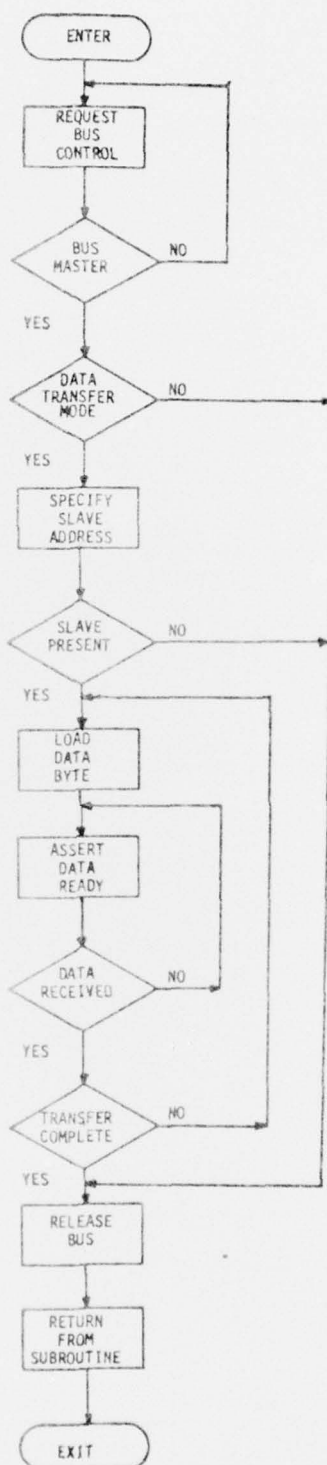 ENTER
REQUEST
BUS
CONTROL
BUS
MASTER
NO
YES
DATA
TRANSFER
MODE
NO
YES
SPECIFY
SLAVE
ADDRESS
SLAVE
PRESENT
NO
YES
LOAD
DATA
BYTE
ASSERT
DATA
READY
DATA
RECEIVED
NO
YES
TRANSFER
COMPLETE
NO
YES
RELEASE
BUS
RETURN
FROM
SUBROUTINE
EXIT